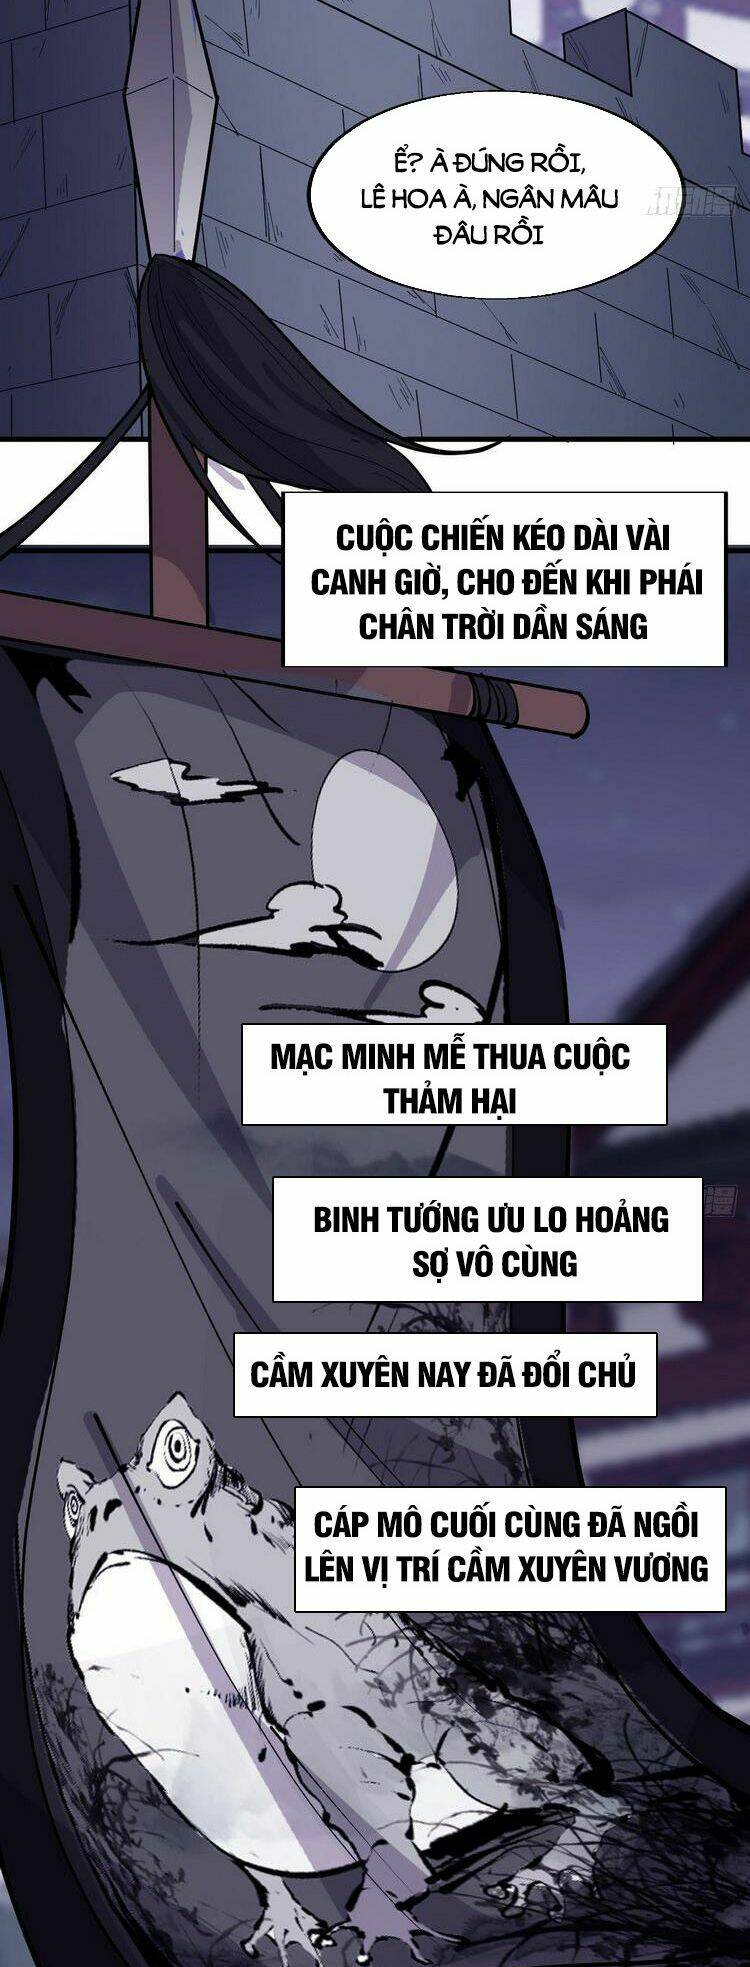 Ể? À ĐÚNG RỒI,
LÊ HOA À, NGÂN MÂU
ĐÂU RỒI
CUỘC CHIẾN KÉO DÀI VÀI
CANH GIỜ, CHO ĐẾN KHI PHÁI
CHÂN TRỜI DẦN SÁNG
MẠC MINH MỄ THUA CUỘC
THẢM HẠI
BINH TƯỚNG ƯU LO HOẢNG
SỢ VÔ CÙNG
CẦM XUYÊN NAY ĐÃ ĐỔI CHỦ
CÁP MÔ CUỐI CÙNG ĐÃ NGỒI
LÊN VỊ TRÍ CẦM XUYÊN VƯƠNG